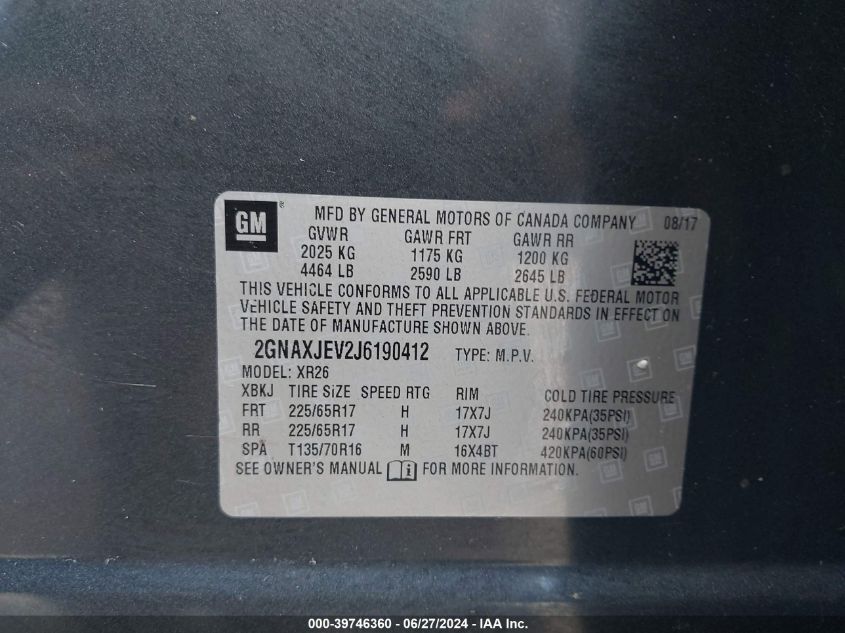 GM ® MFD BY GENERAL MOTORS OF CANADA COMPANY 08/17
GVWR GAWR FRT GAWR RR
2025 KG 1175 KG 1200 KG
4464 LB 2590 LB 2645 LB
THIS VEHICLE CONFORMS TO ALL APPLICABLE U.S. FEDERAL MOTOR
VEHICLE SAFETY AND THEFT PREVENTION STANDARDS IN EFFECT ON
THE DATE OF MANUFACTURE SHOWN ABOVE.
2GNAXJEV2J6190412 TYPE: M.P.V.
MODEL: XR26
XBKJ TIRE SIZE SPEED RTG RIM COLD TIRE PRESSURE
FRT 225/65R17 H 17X7J 240KPA(35PSI)
RR 225/65R17 H 17X7J 240KPA(35PSI)
SPA T135/70R16 M 16X4BT 420KPA(60PSI)
SEE OWNER'S MANUAL FOR MORE INFORMATION.
000-39746360 - 06/27/2024 - IAA Inc.